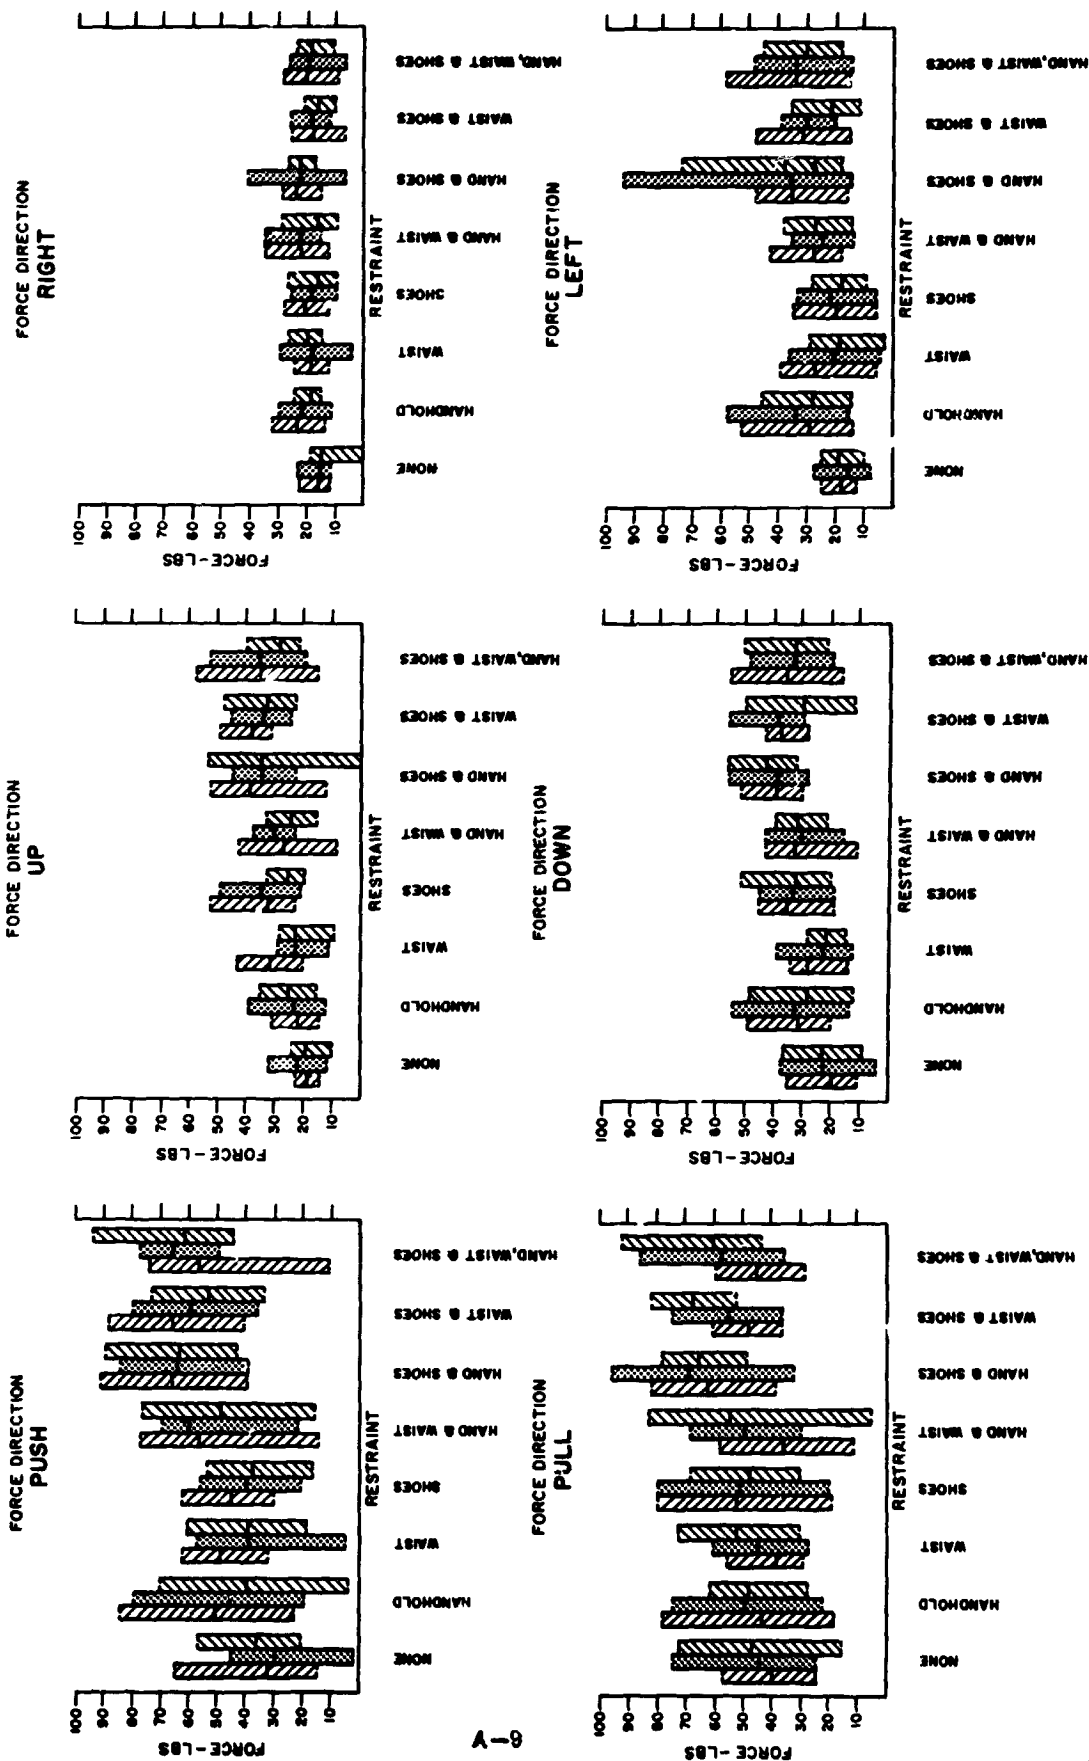 FORCE DIRECTION
PUSH
FORCE-LBS
100
90
80
70
60
50
40
30
20
10
NONE
HANDHOLD
WAIST
SHOES
HAND & WAIST
HAND & SHOES
WAIST & SHOES
HAND, WAIST & SHOES
RESTRAINT
FORCE DIRECTION
UP
FORCE-LBS
100
90
80
70
60
50
40
30
20
10
NONE
HANDHOLD
WAIST
SHOES
HAND & WAIST
HAND & SHOES
WAIST & SHOES
HAND, WAIST & SHOES
RESTRAINT
FORCE DIRECTION
RIGHT
FORCE-LBS
100
90
80
70
60
50
40
30
20
10
NONE
HANDHOLD
WAIST
SHOES
HAND & WAIST
HAND & SHOES
WAIST & SHOES
HAND, WAIST & SHOES
RESTRAINT
FORCE DIRECTION
PULL
FORCE-LBS
100
90
80
70
60
50
40
30
20
10
NONE
HANDHOLD
WAIST
SHOES
HAND & WAIST
HAND & SHOES
WAIST & SHOES
HAND, WAIST & SHOES
RESTRAINT
FORCE DIRECTION
DOWN
FORCE-LBS
100
90
80
70
60
50
40
30
20
10
NONE
HANDHOLD
WAIST
SHOES
HAND & WAIST
HAND & SHOES
WAIST & SHOES
HAND, WAIST & SHOES
RESTRAINT
FORCE DIRECTION
LEFT
FORCE-LBS
100
90
80
70
60
50
40
30
20
10
NONE
HANDHOLD
WAIST
SHOES
HAND & WAIST
HAND & SHOES
WAIST & SHOES
HAND, WAIST & SHOES
RESTRAINT